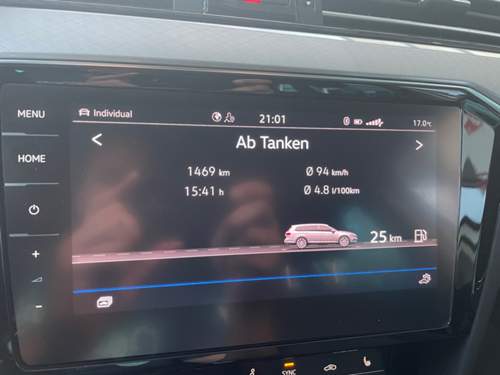 MENU
HOME
Individual
21:01
17.0°C
< Ab Tanken >
1469 km
Ø 94 km/h
15:41 h
Ø 4.8 l/100km
25 km
SYNC